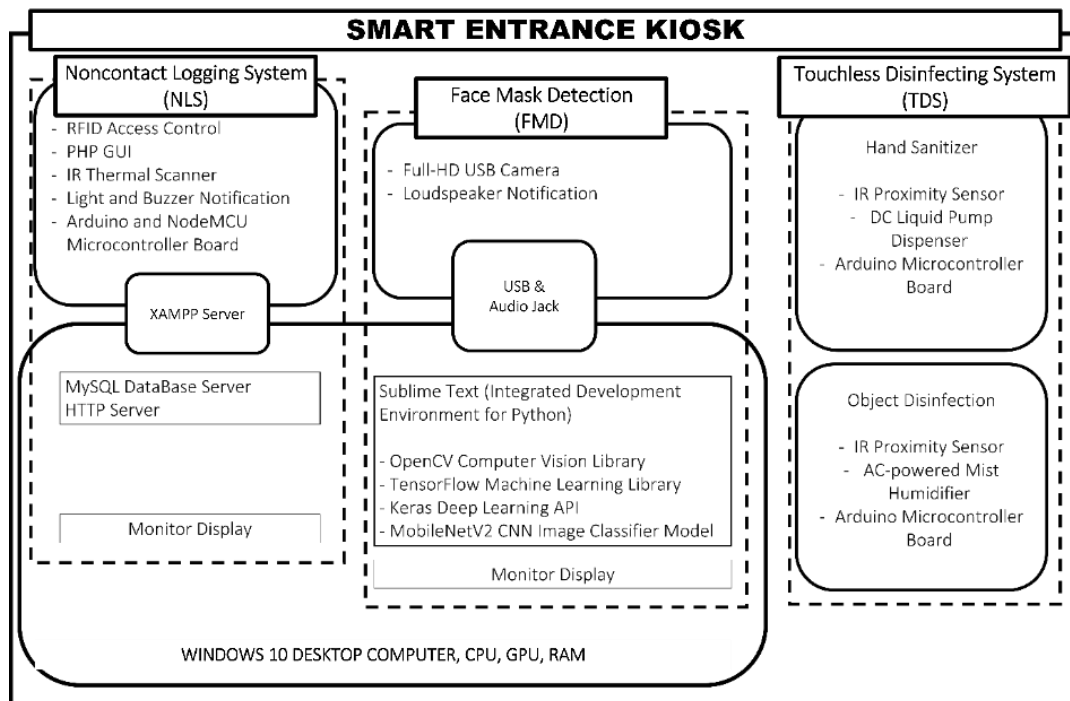 SMART ENTRANCE KIOSK
Noncontact Logging System
(NLS)
- RFID Access Control
- PHP GUI
- IR Thermal Scanner
- Light and Buzzer Notification
- Arduino and NodeMCU
Microcontroller Board
XAMPP Server
MySQL DataBase Server
HTTP Server
Monitor Display
Face Mask Detection
(FMD)
- Full-HD USB Camera
- Loudspeaker Notification
USB &
Audio Jack
Sublime Text (Integrated Development
Environment for Python)
- OpenCV Computer Vision Library
- TensorFlow Machine Learning Library
- Keras Deep Learning API
- MobileNetV2 CNN Image Classifier Model
Monitor Display
WINDOWS 10 DESKTOP COMPUTER, CPU, GPU, RAM
Touchless Disinfecting System
(TDS)
Hand Sanitizer
- IR Proximity Sensor
- DC Liquid Pump
Dispenser
- Arduino Microcontroller
Board
Object Disinfection
- IR Proximity Sensor
- AC-powered Mist
Humidifier
- Arduino Microcontroller
Board